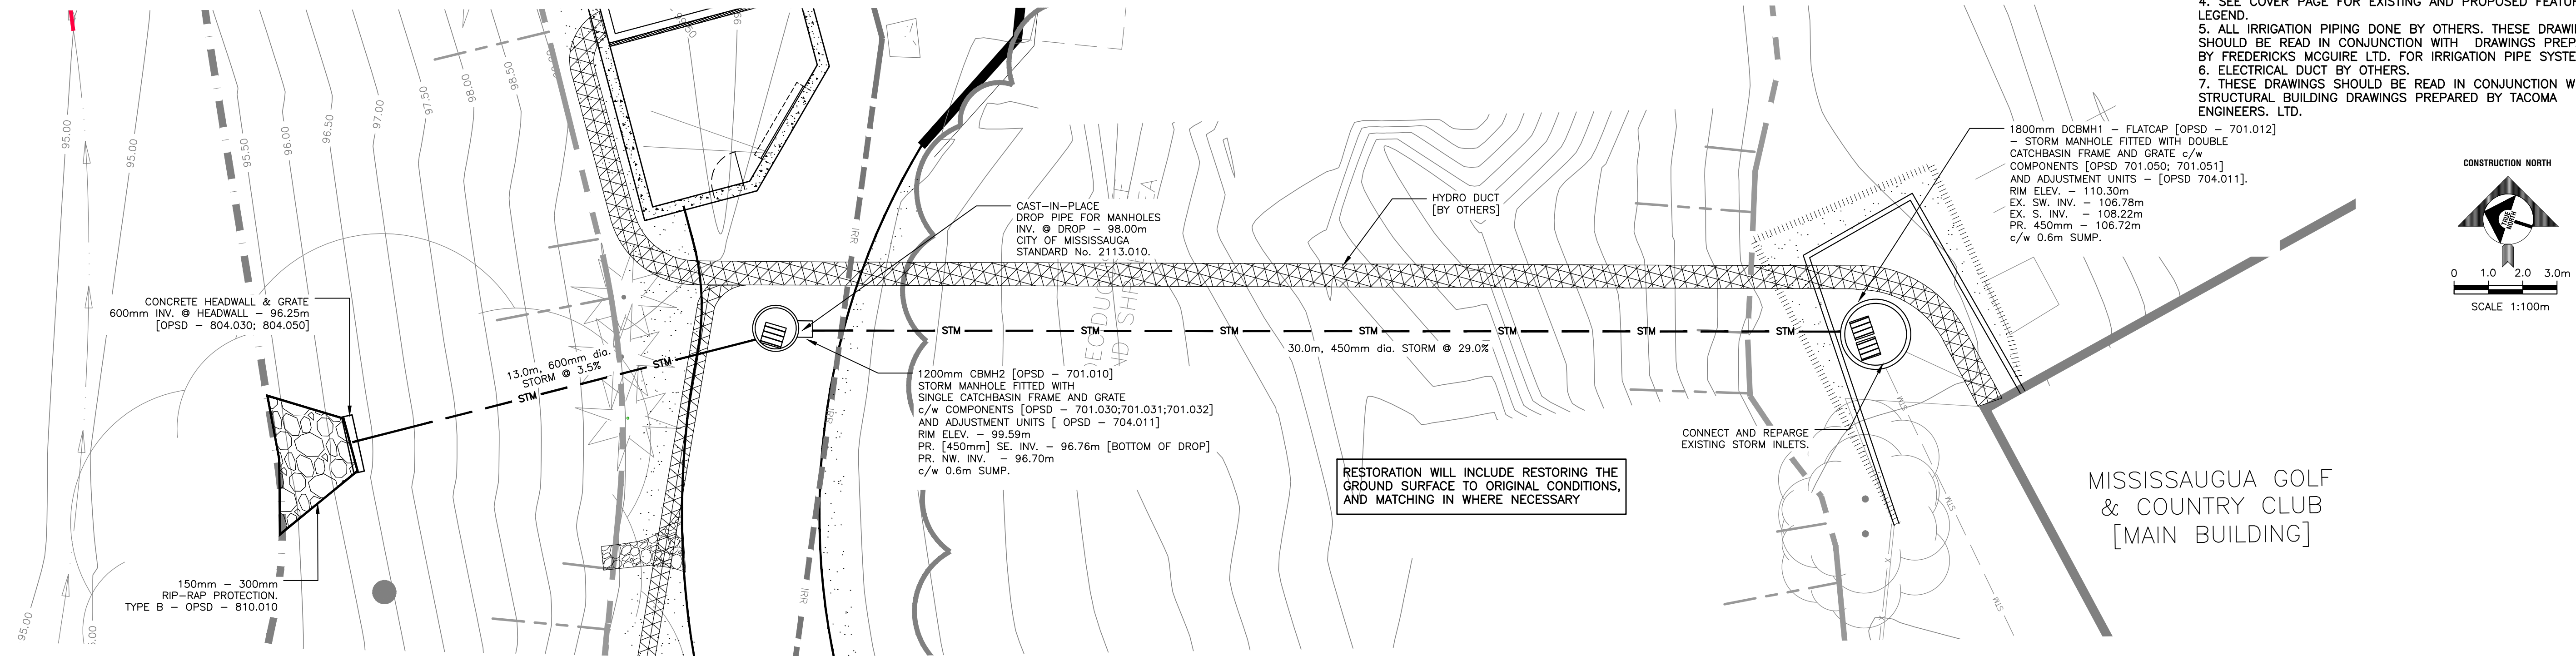 4. SEE COVER PAGE FOR EXISTING AND PROPOSED
LEGEND.
5. ALL IRRIGATION PIPING DONE BY OTHERS. THESE
SHOULD BE READ IN CONJUNCTION WITH DRAWINGS
BY FREDERICKS MCGUIRE LTD. FOR IRRIGATION PIPE
6. ELECTRICAL DUCT BY OTHERS.
7. THESE DRAWINGS SHOULD BE READ IN CONJUNCTION
STRUCTURAL BUILDING DRAWINGS PREPARED BY TACOMA
ENGINEERS. LTD.
1800mm DCBMH1 - FLATCAP [OPSD - 701.012]
- STORM MANHOLE FITTED WITH DOUBLE
CATCHBASIN FRAME AND GRATE c/w
COMPONENTS [OPSD 701.050; 701.051]
AND ADJUSTMENT UNITS - [OPSD 704.011].
RIM ELEV. - 110.30m
EX. SW. INV. - 106.78m
EX. S. INV. - 108.22m
PR. 450mm - 106.72m
c/w 0.6m SUMP.
CONSTRUCTION NORTH
TRUE
NORTH
0 1.0 2.0 3.0m
SCALE 1:100m
95.00
95.00
95.50
96.00
96.50
97.00
97.50
98.00
98.50
HYDRO DUCT
[BY OTHERS]
CAST-IN-PLACE
DROP PIPE FOR MANHOLES
INV. @ DROP - 98.00m
CITY OF MISSISSAUGA
STANDARD No. 2113.010.
IRR
CONCRETE HEADWALL & GRATE
600mm INV. @ HEADWALL - 96.25m
[OPSD - 804.030; 804.050]
STM STM STM STM STM STM STM
30.0m, 450mm dia. STORM @ 29.0%
13.0m, 600mm dia.
STORM @ 3.5%
STM
STM
1200mm CBMH2 [OPSD - 701.010]
STORM MANHOLE FITTED WITH
SINGLE CATCHBASIN FRAME AND GRATE
c/w COMPONENTS [OPSD - 701.030;701.031;701.032]
AND ADJUSTMENT UNITS [ OPSD - 704.011]
RIM ELEV. - 99.59m
PR. [450mm] SE. INV. - 96.76m [BOTTOM OF DROP]
PR. NW. INV. - 96.70m
c/w 0.6m SUMP.
IRR
IRR
CONNECT AND REPARGE
EXISTING STORM INLETS.
STM
STM
STM
RESTORATION WILL INCLUDE RESTORING THE
GROUND SURFACE TO ORIGINAL CONDITIONS,
AND MATCHING IN WHERE NECESSARY
MISSISSAUGUA GOLF
& COUNTRY CLUB
[MAIN BUILDING]
150mm - 300mm
RIP-RAP PROTECTION.
TYPE B - OPSD - 810.010
95.00